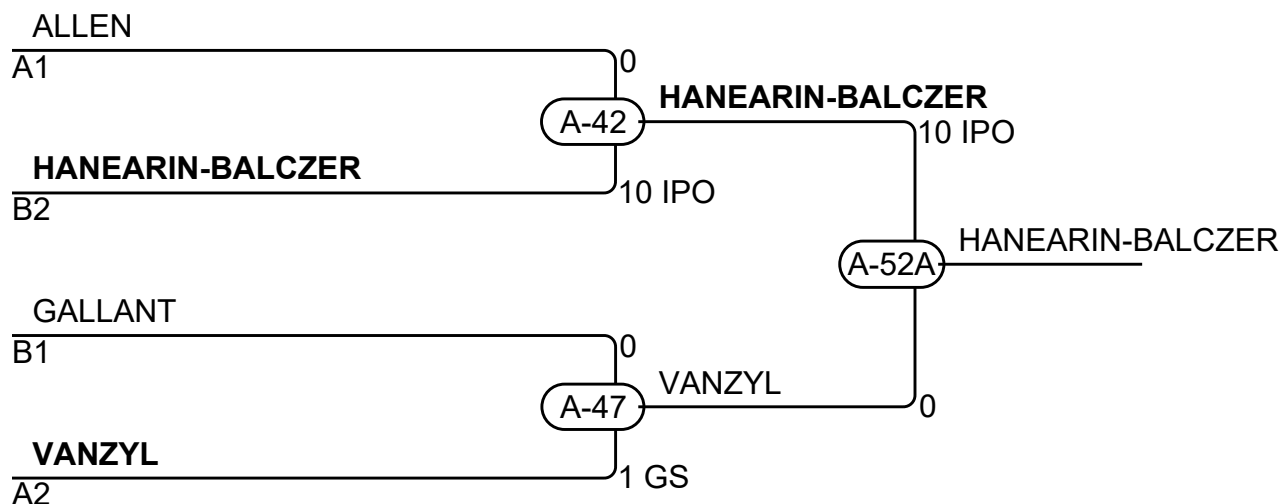 ALLEN
A1
0
A-42
HANEARIN-BALCZER
10 IPO
HANEARIN-BALCZER
B2
10 IPO
A-52A
HANEARIN-BALCZER
GALLANT
B1
0
A-47
VANZYL
0
VANZYL
A2
1 GS